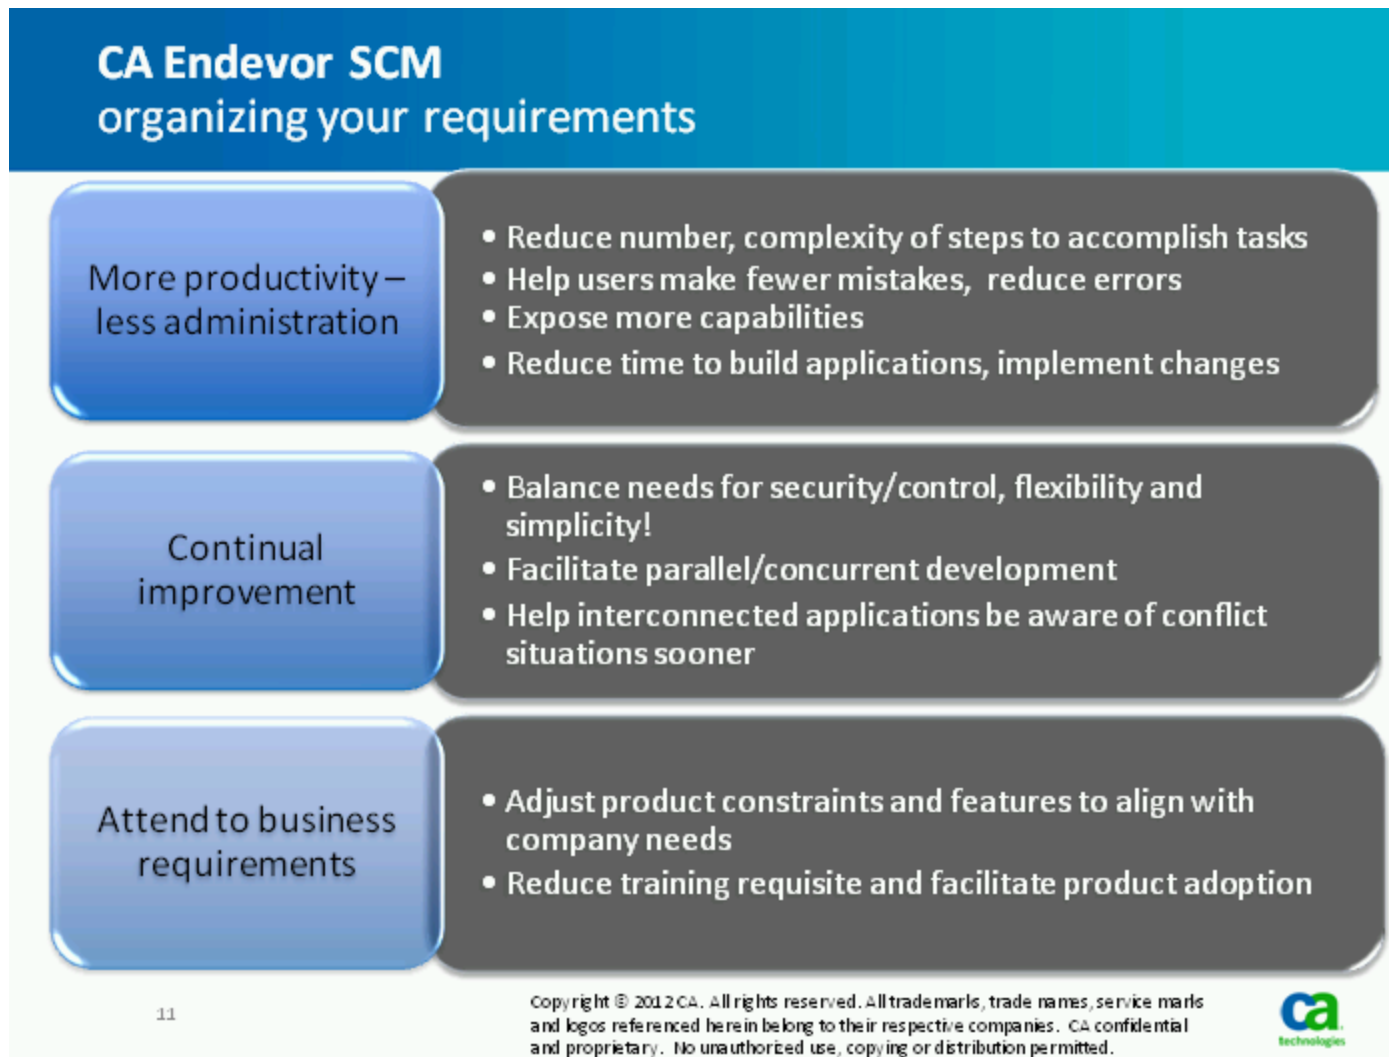 CA Endevor SCM
organizing your requirements
More productivity –
less administration
• Reduce number, complexity of steps to accomplish tasks
• Help users make fewer mistakes, reduce errors
• Expose more capabilities
• Reduce time to build applications, implement changes
Continual
improvement
• Balance needs for security/control, flexibility and
simplicity!
• Facilitate parallel/concurrent development
• Help interconnected applications be aware of conflict
situations sooner
Attend to business
requirements
• Adjust product constraints and features to align with
company needs
• Reduce training requisite and facilitate product adoption
11
Copyright © 2012 CA. All rights reserved. All trademarks, trade names, service marks
and logos referenced herein belong to their respective companies. CA confidential
and proprietary. No unauthorized use, copying or distribution permitted.
ca
technologies